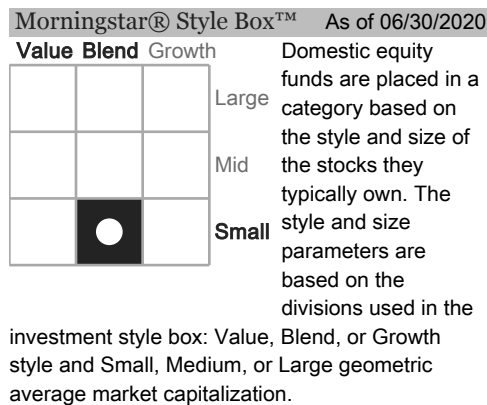 Morningstar® Style Box™ As of 06/30/2020
Value Blend Growth
Large
Mid
Small
Domestic equity
funds are placed in a
category based on
the style and size of
the stocks they
typically own. The
style and size
parameters are
based on the
divisions used in the
investment style box: Value, Blend, or Growth
style and Small, Medium, or Large geometric
average market capitalization.